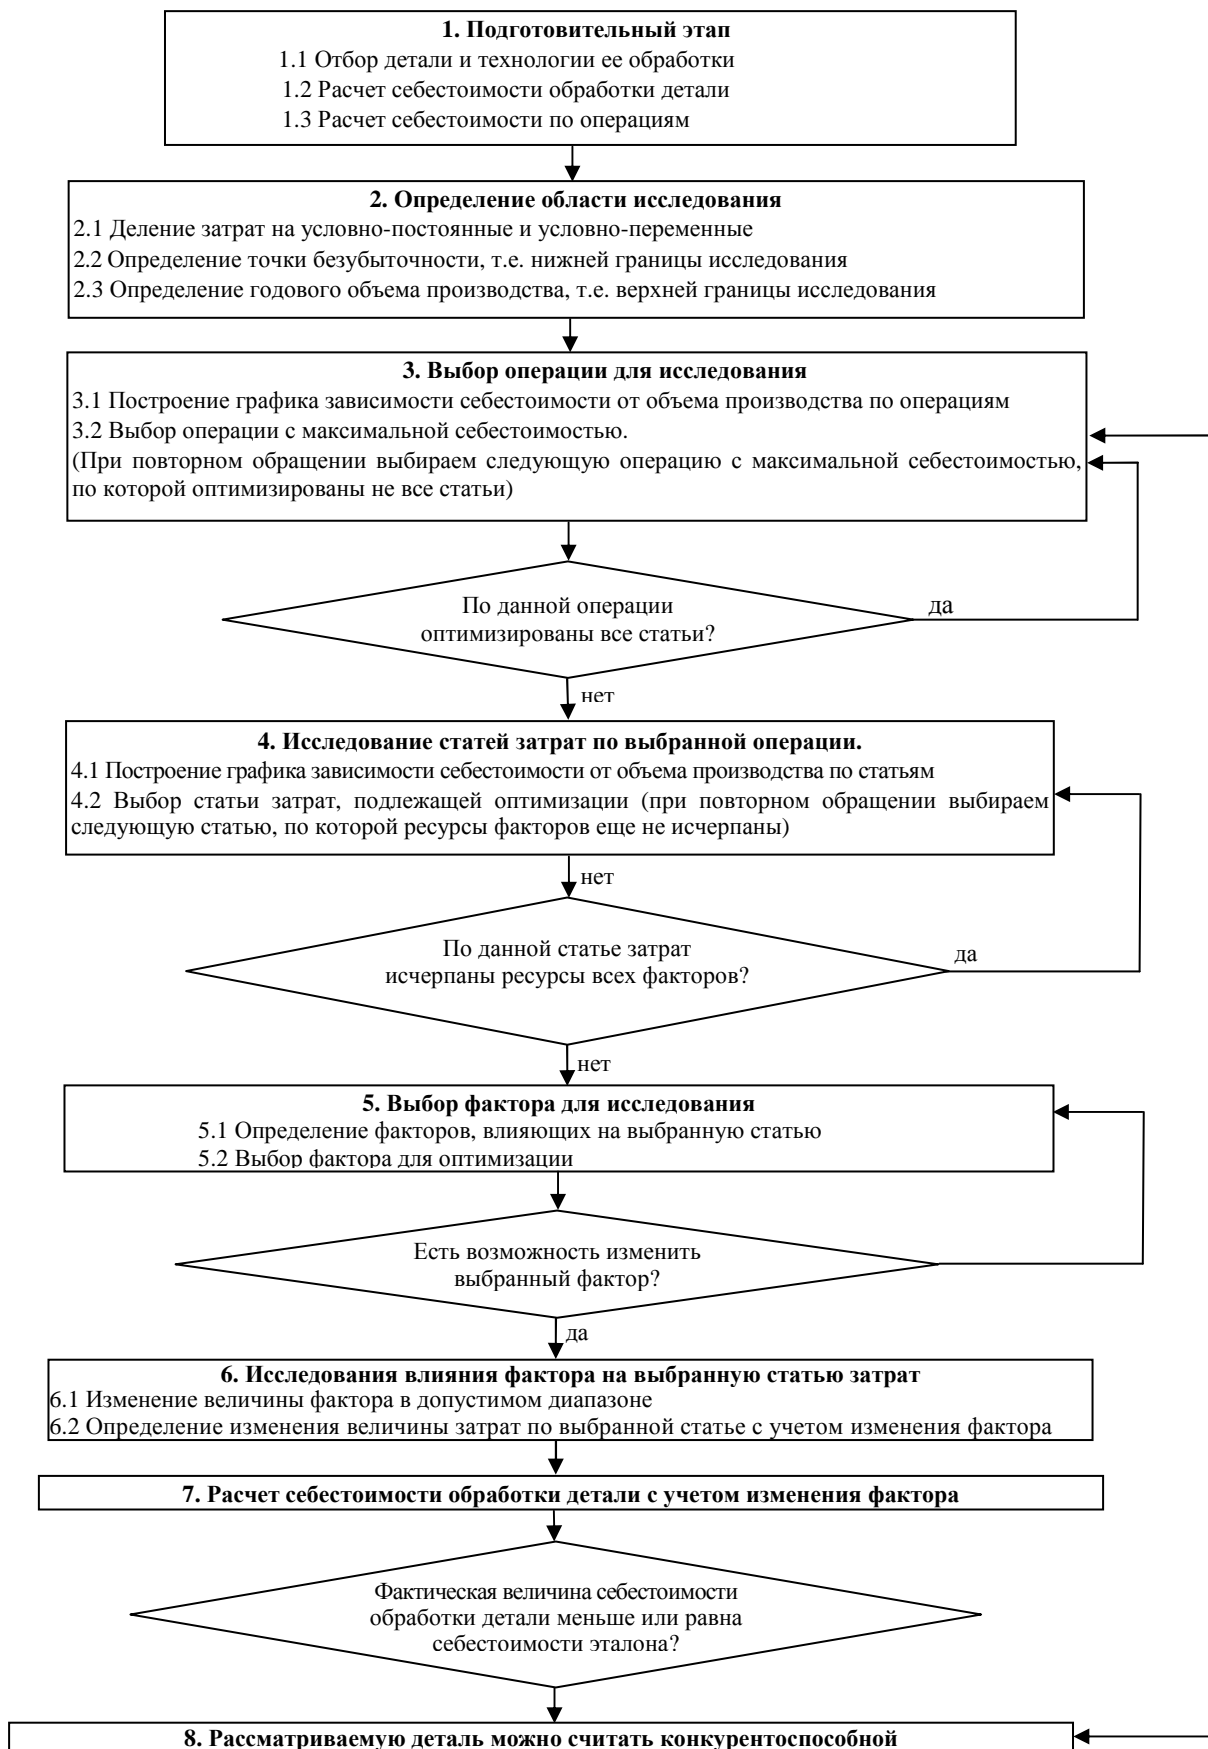 1. Подготовительный этап
1.1 Отбор детали и технологии ее обработки
1.2 Расчет себестоимости обработки детали
1.3 Расчет себестоимости по операциям
2. Определение области исследования
2.1 Деление затрат на условно-постоянные и условно-переменные
2.2 Определение точки безубыточности, т.е. нижней границы исследования
2.3 Определение годового объема производства, т.е. верхней границы исследования
3. Выбор операции для исследования
3.1 Построение графика зависимости себестоимости от объема производства по операциям
3.2 Выбор операции с максимальной себестоимостью.
(При повторном обращении выбираем следующую операцию с максимальной себестоимостью,
по которой оптимизированы не все статьи)
По данной операции
оптимизированы все статьи?
да
нет
4. Исследование статей затрат по выбранной операции.
4.1 Построение графика зависимости себестоимости от объема производства по статьям
4.2 Выбор статьи затрат, подлежащей оптимизации (при повторном обращении выбираем
следующую статью, по которой ресурсы факторов еще не исчерпаны)
нет
По данной статье затрат
исчерпаны ресурсы всех факторов?
да
нет
5. Выбор фактора для исследования
5.1 Определение факторов, влияющих на выбранную статью
5.2 Выбор фактора для оптимизации
Есть возможность изменить
выбранный фактор?
да
6. Исследования влияния фактора на выбранную статью затрат
6.1 Изменение величины фактора в допустимом диапазоне
6.2 Определение изменения величины затрат по выбранной статье с учетом изменения фактора
7. Расчет себестоимости обработки детали с учетом изменения фактора
Фактическая величина себестоимости
обработки детали меньше или равна
себестоимости эталона?
8. Рассматриваемую деталь можно считать конкурентоспособной